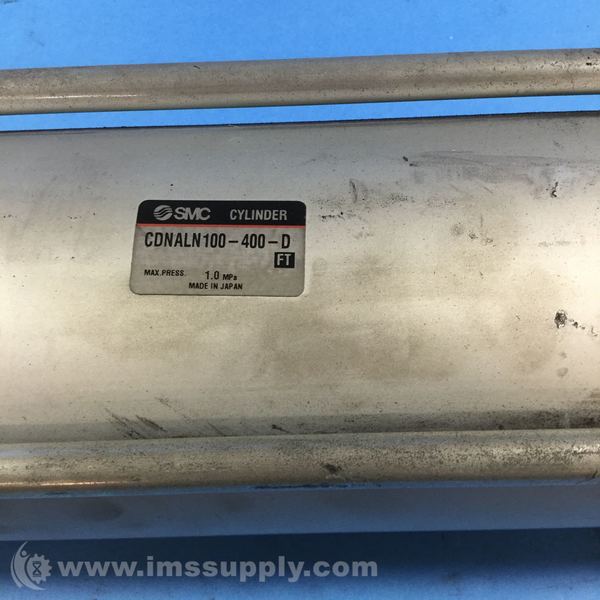 SMC CYLINDER
CDNALN100-400-D
FT
MAX.PRESS. 1.0 MPa
MADE IN JAPAN
www.imssupply.com